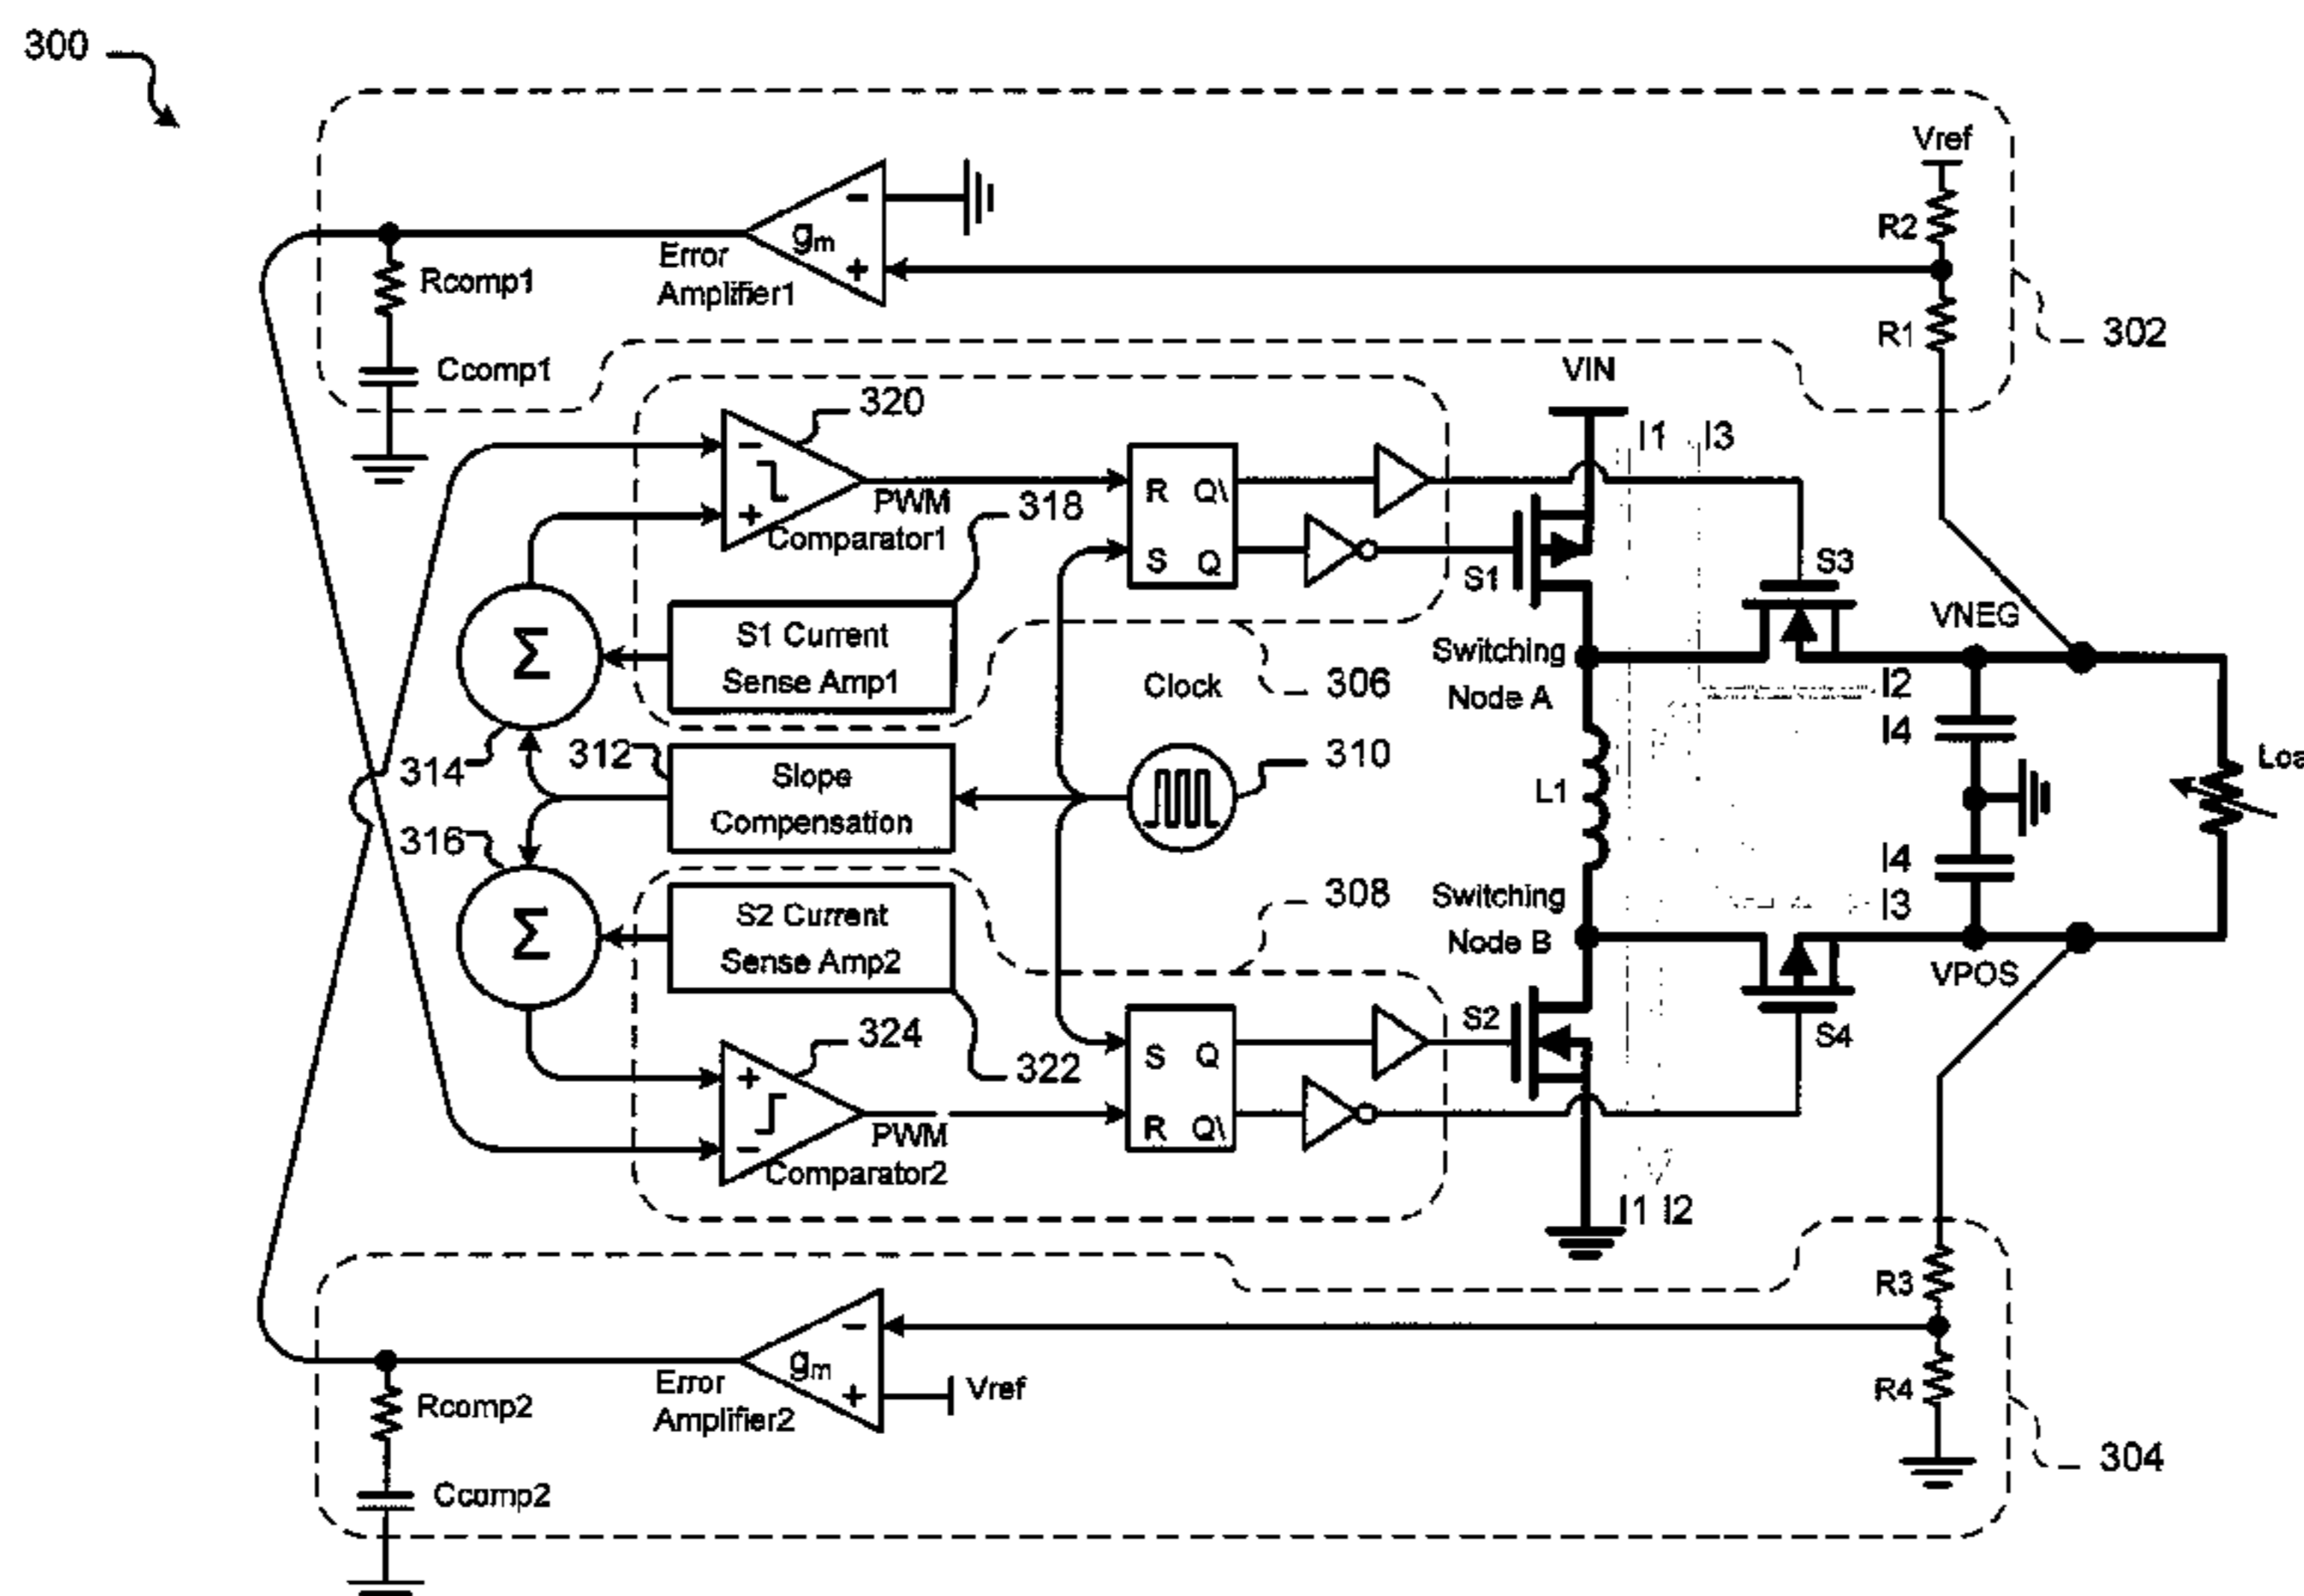 300
Vref
R2
gm
-
+
Error
Amplifier1
Rcomp1
R1
302
Ccomp1
VIN
320
I1 I3
-
+
PWM
Comparator1
318
R Q\
S Q
S1
S3
S1 Current
Sense Amp1
Σ
VNEG
Switching
Node A
Clock
306
I2
I4
314
312
310
Slope
Compensation
L1
Loa
316
I4
I3
308
Switching
Node B
S2 Current
Sense Amp2
Σ
VPOS
S4
324
322
S2
S Q
R Q\
+
-
PWM
Comparator2
I1 I2
R3
gm
-
+
Vref
Error
Amplifier2
Rcomp2
R4
304
Ccomp2